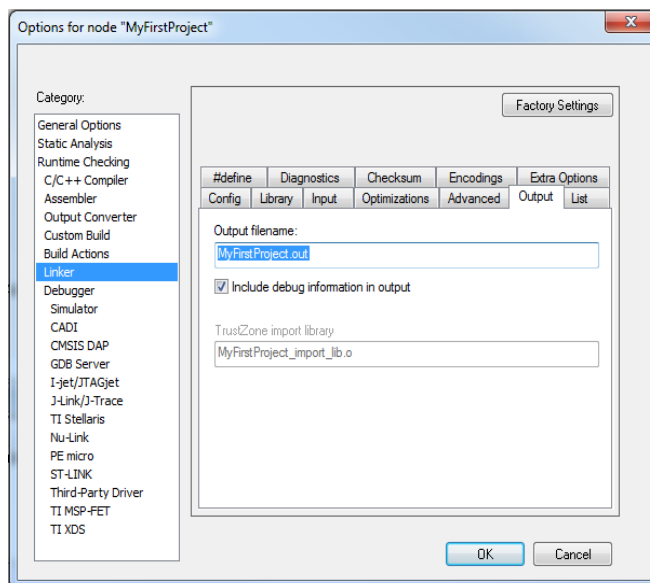 Options for node "MyFirstProject"
Category:
General Options
Static Analysis
Runtime Checking
C/C++ Compiler
Assembler
Output Converter
Custom Build
Build Actions
Linker
Debugger
Simulator
CADI
CMSIS DAP
GDB Server
I-jet/JTAGjet
J-Link/J-Trace
TI Stellaris
Nu-Link
PE micro
ST-LINK
Third-Party Driver
TI MSP-FET
TI XDS
Factory Settings
#define Diagnostics Checksum Encodings Extra Options
Config Library Input Optimizations Advanced Output List
Output filename:
MyFirstProject.out
Include debug information in output
TrustZone import library
MyFirstProject_import_lib.o
OK Cancel